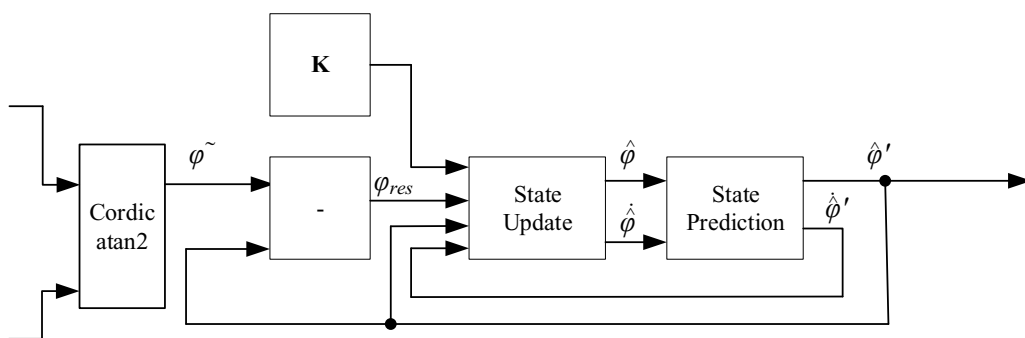 K
φ˜
φres
φ̂
φ̂′
Cordic
atan2
-
State
Update
φ̂̇
State
Prediction
φ̂̇′